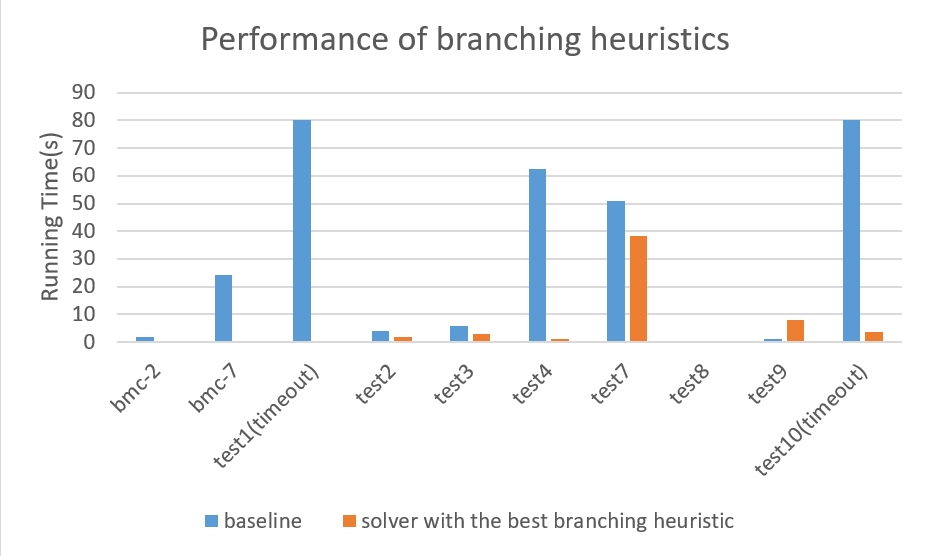 Performance of branching heuristics
Running Time(s)
90
80
70
60
50
40
30
20
10
0
bmc-2
bmc-7
test1(timeout)
test2
test3
test4
test7
test8
test9
test10(timeout)
baseline
solver with the best branching heuristic